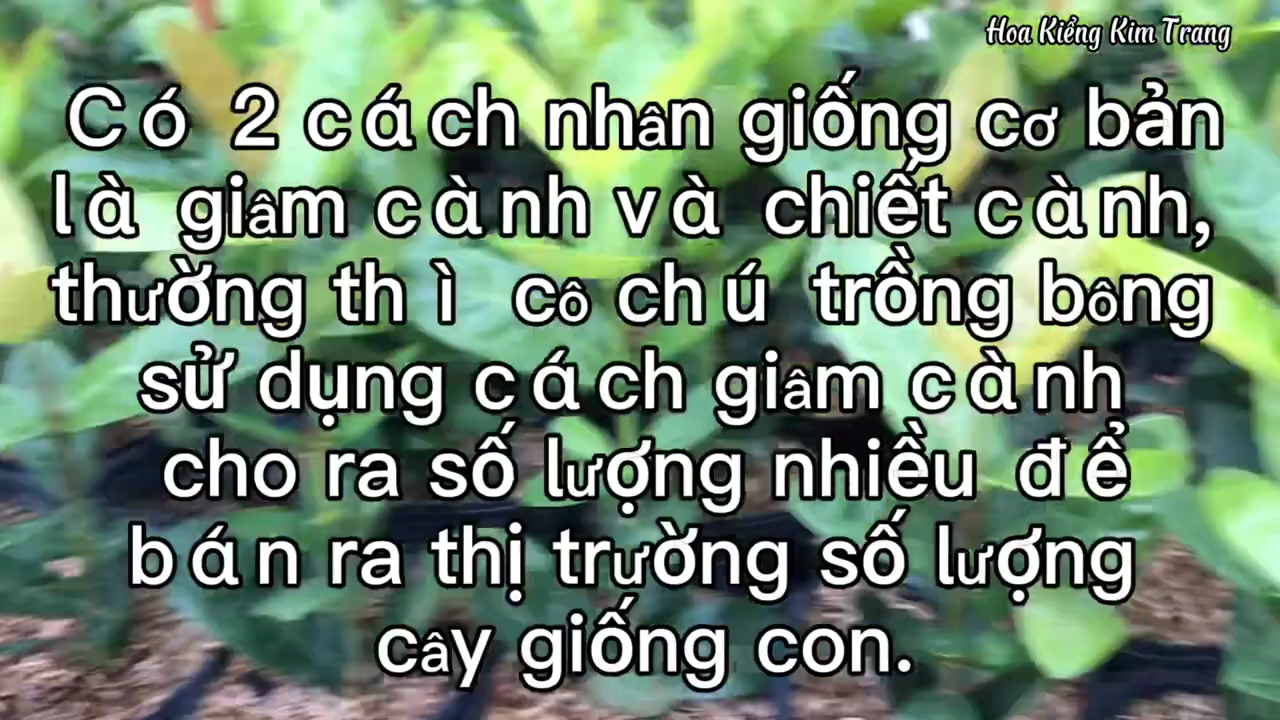 Hoa Kiểng Kim Trang
Có 2 cách nhân giống cơ bản
là giâm cành và chiết cành,
thường thì cô chú trồng bông
sử dụng cách giâm cành
cho ra số lượng nhiều để
bán ra thị trường số lượng
cây giống con.